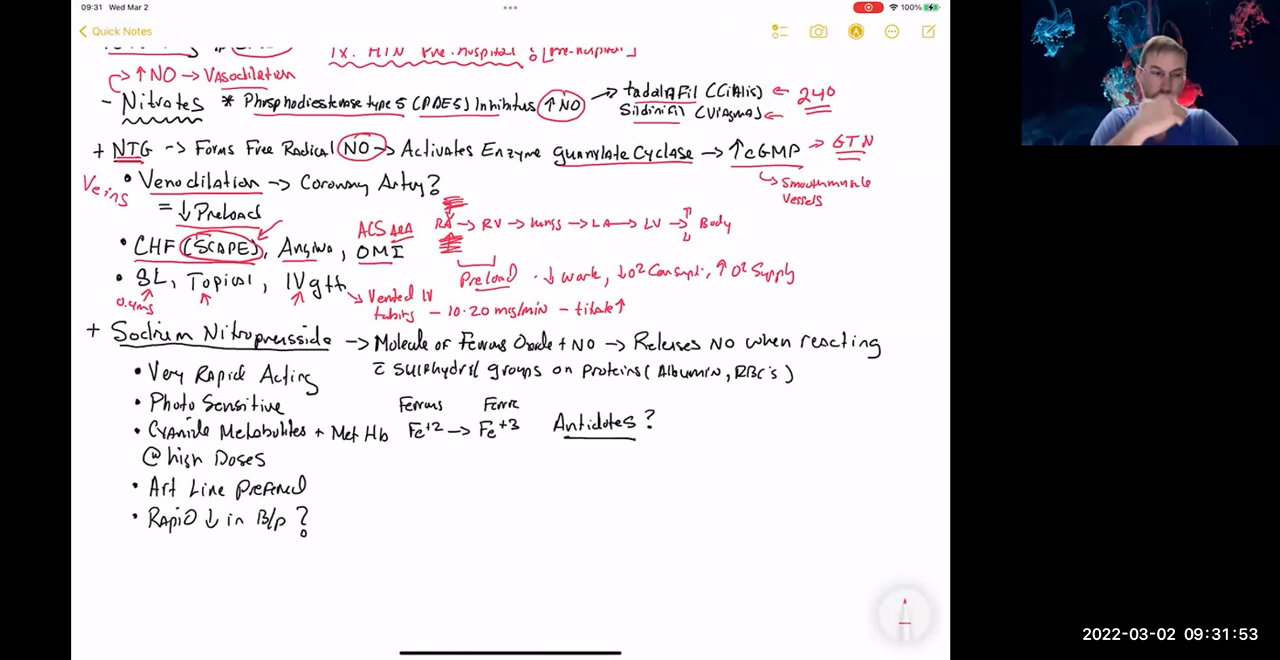 09:31 Wed Mar 2
100%
Quick Notes
Tx. HTN Pre-Hospital
↑NO → Vasodilation
- Nitrates * Phosphodiesterase type 5 (PDE5) Inhibitors ↑NO → tadalafil (Cialis) ← 240
Sildinifil (Viagra) ←
+ NTG → Forms Free Radical NO → Activates Enzyme guanylate Cyclase → ↑cGMP → GTN
Veins
• Venodilation → Coronary Artery?
Smooth muscle
Vessels
= ↓ Preload
ACS
RA → RV → lungs → LA → LV → Body
• CHF (SCAPE), Angina, OMI
Preload · ↓ work, ↓O2 Consupt., ↑ O2 Supply
• SL, Topical, IV gtt
0.4mg
Vented IV
tubing - 10-20 mcg/min - titrate ↑
+ Sodium Nitroprusside → Molecule of Ferrous Oxide + NO → Releases NO when reacting
c̄ sulphydril groups on Proteins (Albumin, RBC's)
• Very Rapid Acting
• Photo Sensitive
Ferrous Ferric
• Cyanide Metabolites + Met Hb Fe+2 → Fe+3 Antidotes?
@ high Doses
• Art Line Preferred
• Rapid ↓ in B/P ?
2022-03-02 09:31:53